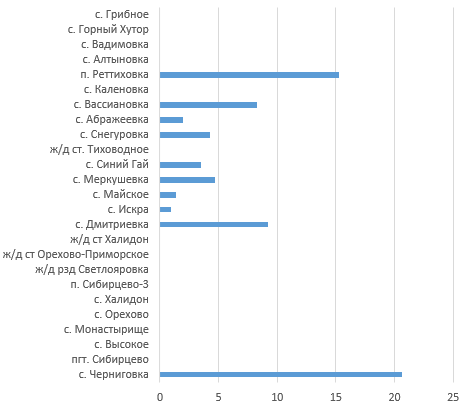 с. Грибное
с. Горный Хутор
с. Вадимовка
с. Алтыновка
п. Реттиховка
с. Каленовка
с. Вассиановка
с. Абражеевка
с. Снегуровка
ж/д ст. Тиховодное
с. Синий Гай
с. Меркушевка
с. Майское
с. Искра
с. Дмитриевка
ж/д ст Халидон
ж/д ст Орехово-Приморское
ж/д рзд Светлояровка
п. Сибирцево-3
с. Халидон
с. Орехово
с. Монастырище
с. Высокое
пгт. Сибирцево
с. Черниговка
0 5 10 15 20 25